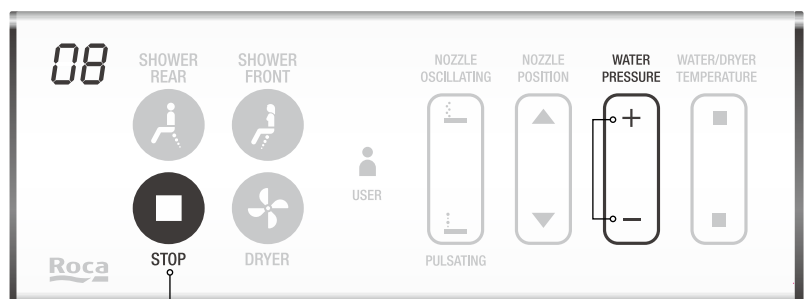 08
SHOWER
REAR
SHOWER
FRONT
NOZZLE
OSCILLATING
NOZZLE
POSITION
WATER
PRESSURE
WATER/DRYER
TEMPERATURE
+
−
USER
STOP
DRYER
PULSATING
Roca